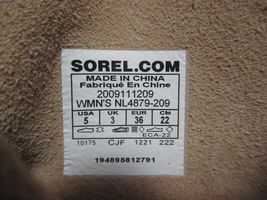 SOREL.COM
MADE IN CHINA
Fabriqué En Chine
2009111209
WMN'S NL4879-209
USA UK EUR CM
5 3 36 22
ECA-22
10175 CJF 1221 222
194895812791